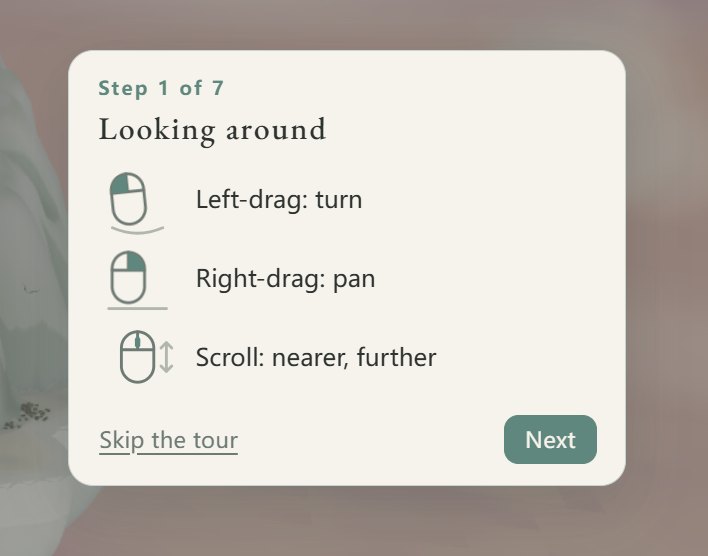 Step 1 of 7
Looking around
Left-drag: turn
Right-drag: pan
Scroll: nearer, further
Skip the tour
Next